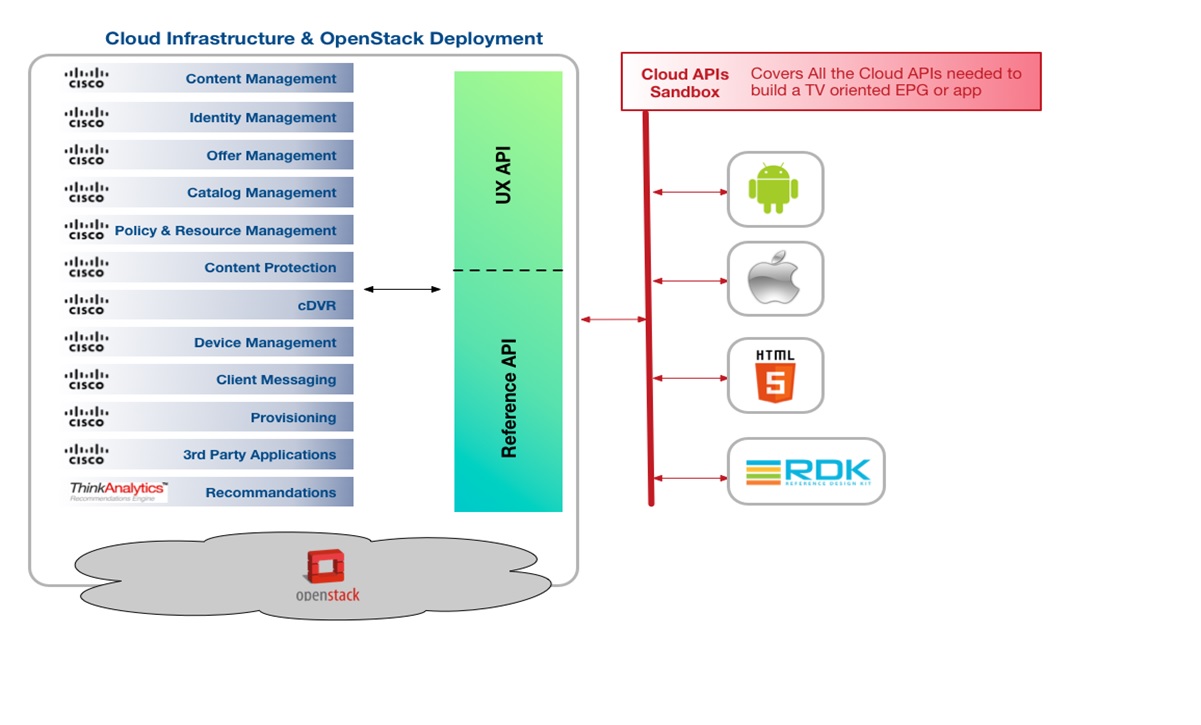 Cloud Infrastructure & OpenStack Deployment
CISCO Content Management
CISCO Identity Management
CISCO Offer Management
CISCO Catalog Management
CISCO Policy & Resource Management
CISCO Content Protection
CISCO cDVR
CISCO Device Management
CISCO Client Messaging
CISCO Provisioning
CISCO 3rd Party Applications
ThinkAnalytics™
Recommendations Engine
Recommandations
UX API
Reference API
openstack
Cloud APIs
Sandbox
Covers All the Cloud APIs needed to
build a TV oriented EPG or app
HTML
5
RDK
REFERENCE DESIGN KIT